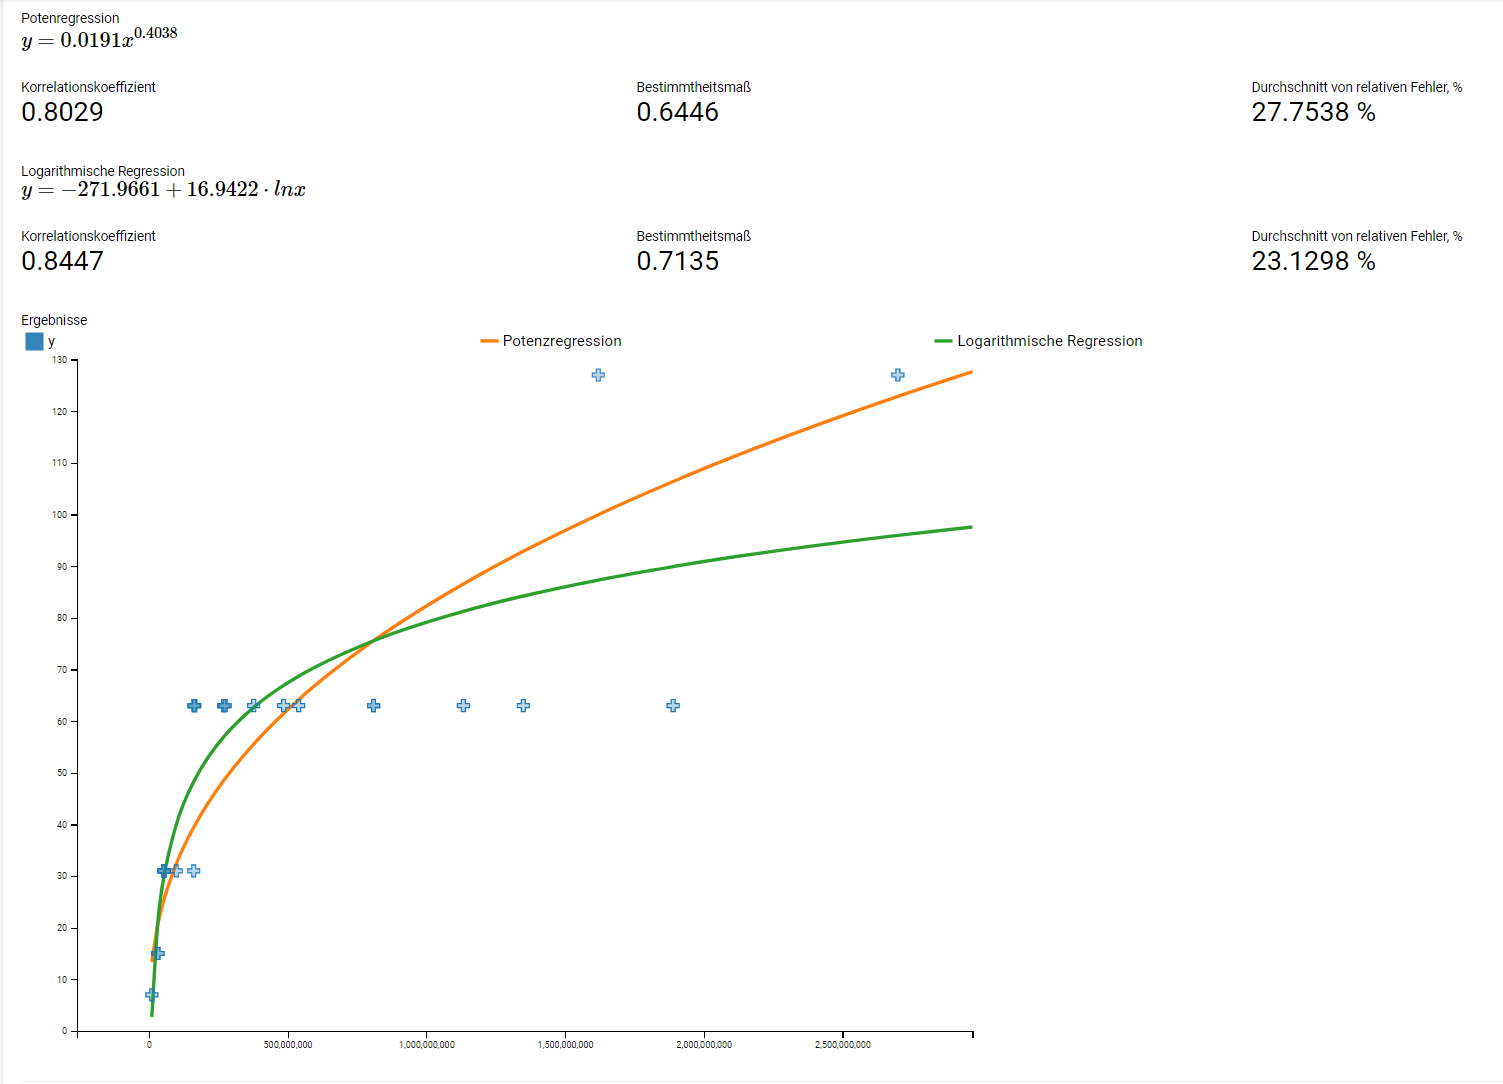 Potenregression
y = 0.0191x^0.4038
Korrelationskoeffizient Bestimmtheitsmaß Durchschnitt von relativen Fehler, %
0.8029 0.6446 27.7538 %
Logarithmische Regression
y = −271.9661 + 16.9422 · lnx
Korrelationskoeffizient Bestimmtheitsmaß Durchschnitt von relativen Fehler, %
0.8447 0.7135 23.1298 %
Ergebnisse
y Potenzregression Logarithmische Regression
130
120
110
100
90
80
70
60
50
40
30
20
10
0
0 500,000,000 1,000,000,000 1,500,000,000 2,000,000,000 2,500,000,000